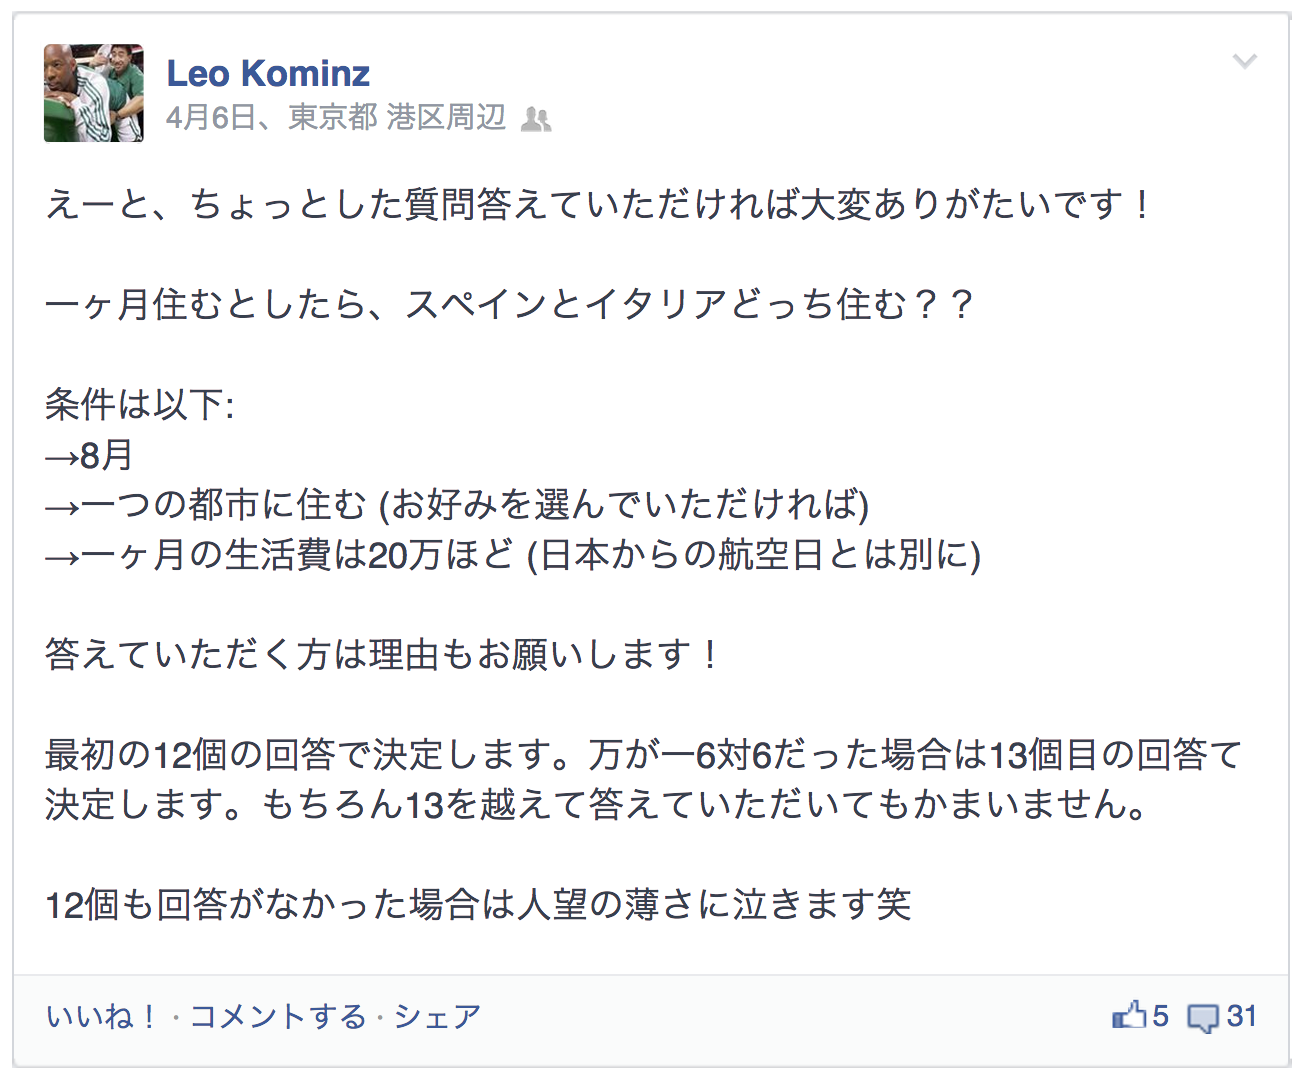 Leo Kominz
4月6日、東京都 港区周辺
えーと、ちょっとした質問答えていただければ大変ありがたいです！
一ヶ月住むとしたら、スペインとイタリアどっち住む？？
条件は以下:
→8月
→一つの都市に住む (お好みを選んでいただければ)
→一ヶ月の生活費は20万ほど (日本からの航空日とは別に)
答えていただく方は理由もお願いします！
最初の12個の回答で決定します。万が一6対6だった場合は13個目の回答て
決定します。もちろん13を越えて答えていただいてもかまいません。
12個も回答がなかった場合は人望の薄さに泣きます笑
いいね！ · コメントする · シェア 5 31